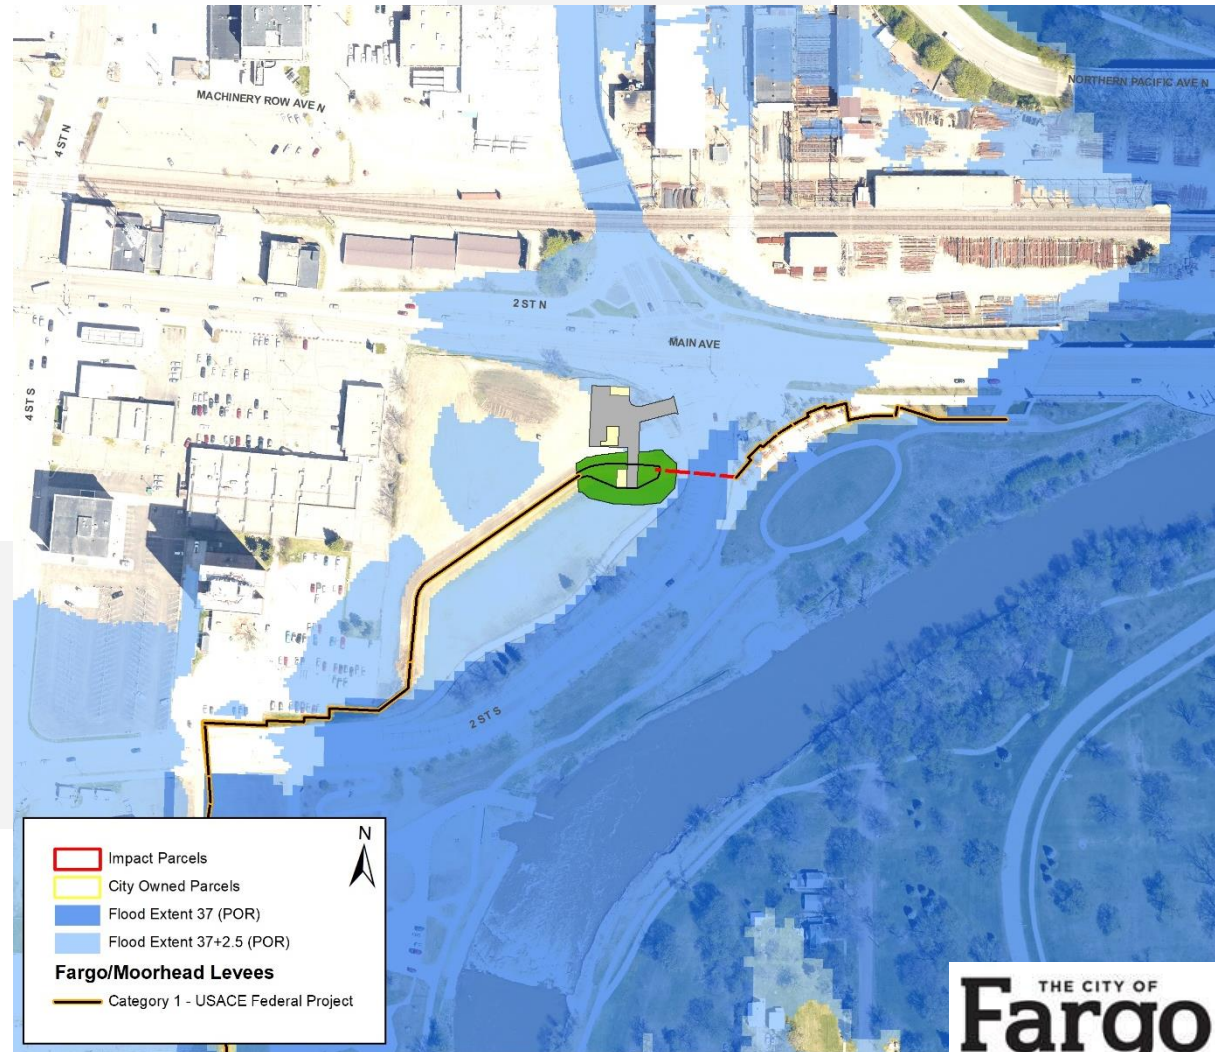 NORTHERN PACIFIC AVE N
MACHINERY ROW AVE N
4 ST N
2 ST N
MAIN AVE
4 ST S
2 ST S
N
Impact Parcels
City Owned Parcels
Flood Extent 37 (POR)
Flood Extent 37+2.5 (POR)
Fargo/Moorhead Levees
Category 1 - USACE Federal Project
THE CITY OF
Fargo